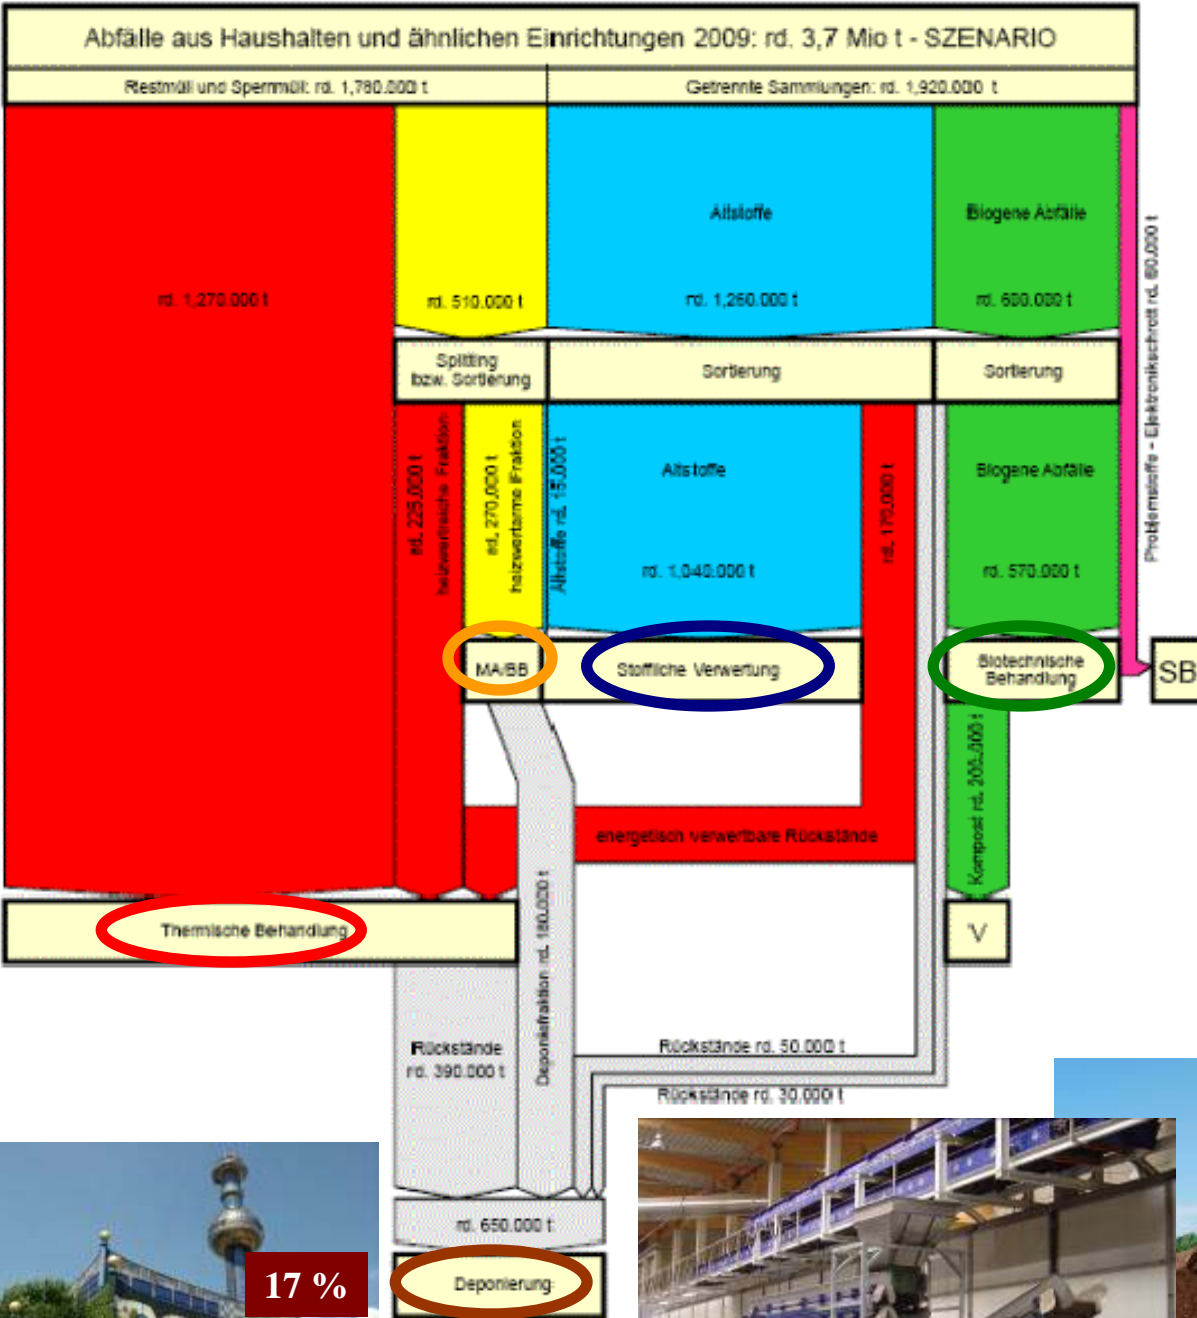 Abfälle aus Haushalten und ähnlichen Einrichtungen 2009: rd. 3,7 Mio t - SZENARIO
Restmüll und Sperrmüll: rd. 1,780.000 t
Getrennte Sammlungen: rd. 1,920.000 t
rd. 1,270.000 t
rd. 510.000 t
Altstoffe
rd. 1,260.000 t
Biogene Abfälle
rd. 600.000 t
Problemstoffe - Elektronikschrott rd. 60.000 t
Splitting
bzw. Sortierung
Sortierung
Sortierung
rd. 225.000 t
heizwertreiche Fraktion
rd. 270.000 t
heizwertarme Fraktion
Altstoffe rd. 15.000 t
Altstoffe
rd. 1,040.000 t
rd. 170.000 t
Biogene Abfälle
rd. 570.000 t
MA/BB
Stoffliche Verwertung
Biotechnische
Behandlung
SB
energetisch verwertbare Rückstände
Kompost rd. 200.000 t
Thermische Behandlung
V
Deponiefraktion rd. 180.000 t
Rückstände
rd. 390.000 t
Rückstände rd. 50.000 t
Rückstände rd. 30.000 t
rd. 650.000 t
Deponierung
17 %